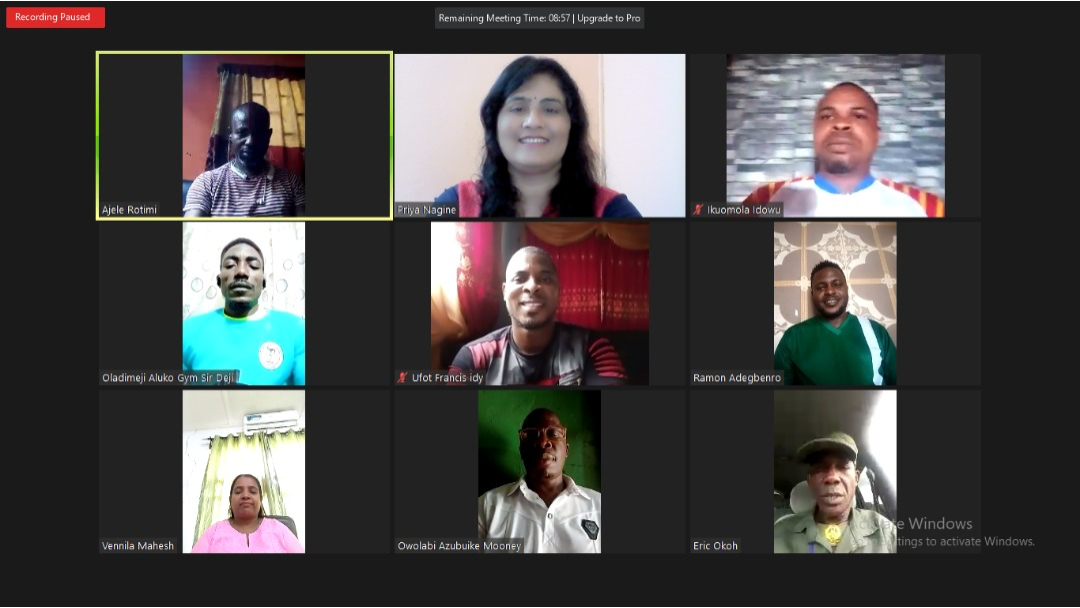 Recording Paused
Remaining Meeting Time: 08:57 | Upgrade to Pro
Ajele Rotimi
Priya Nagine
Ikuomola Idowu
Oladimeji Aluko Gym Sir Deji
Ufot Francis idy
Ramon Adegbenro
Vennila Mahesh
Owolabi Azubuike Mooney
Eric Okoh
Windows
to activate Windows.